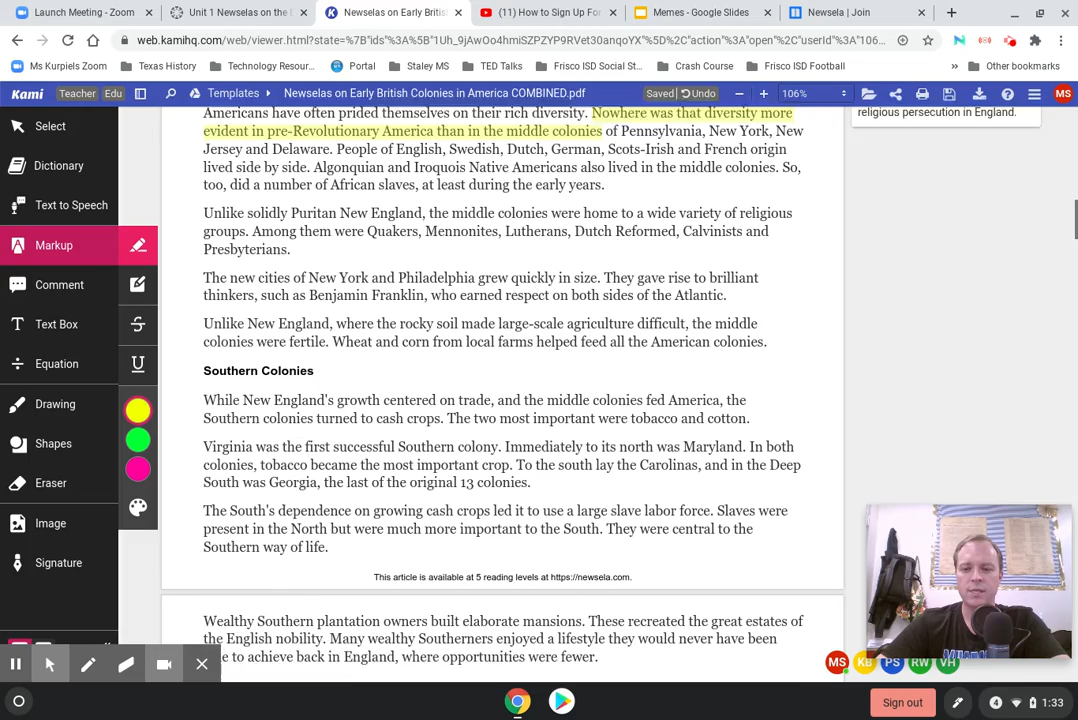 Launch Meeting - Zoom
Unit 1 Newselas on the E
Newselas on Early Britis
(11) How to Sign Up For
Memes - Google Slides
Newsela | Join
web.kamihq.com/web/viewer.html?state=%7B"ids"%3A%5B"1Uh_9jAwOo4hmiSZPZYP9RVet30anqoYX"%5D%2C"action"%3A"open"%2C"userId"%3A"106...
Ms Kurpiels Zoom
Texas History
Technology Resour...
Portal
Staley MS
TED Talks
Frisco ISD Social St...
Crash Course
Frisco ISD Football
»
Other bookmarks
Kami
Teacher
Edu
Templates
Newselas on Early British Colonies in America COMBINED.pdf
Saved
Undo
106%
MS
Select
Dictionary
Text to Speech
Markup
Comment
Text Box
Equation
Drawing
Shapes
Eraser
Image
Signature
Americans have often prided themselves on their rich diversity. Nowhere was that diversity more
evident in pre-Revolutionary America than in the middle colonies of Pennsylvania, New York, New
Jersey and Delaware. People of English, Swedish, Dutch, German, Scots-Irish and French origin
lived side by side. Algonquian and Iroquois Native Americans also lived in the middle colonies. So,
too, did a number of African slaves, at least during the early years.
Unlike solidly Puritan New England, the middle colonies were home to a wide variety of religious
groups. Among them were Quakers, Mennonites, Lutherans, Dutch Reformed, Calvinists and
Presbyterians.
The new cities of New York and Philadelphia grew quickly in size. They gave rise to brilliant
thinkers, such as Benjamin Franklin, who earned respect on both sides of the Atlantic.
Unlike New England, where the rocky soil made large-scale agriculture difficult, the middle
colonies were fertile. Wheat and corn from local farms helped feed all the American colonies.
Southern Colonies
While New England's growth centered on trade, and the middle colonies fed America, the
Southern colonies turned to cash crops. The two most important were tobacco and cotton.
Virginia was the first successful Southern colony. Immediately to its north was Maryland. In both
colonies, tobacco became the most important crop. To the south lay the Carolinas, and in the Deep
South was Georgia, the last of the original 13 colonies.
The South's dependence on growing cash crops led it to use a large slave labor force. Slaves were
present in the North but were much more important to the South. They were central to the
Southern way of life.
This article is available at 5 reading levels at https://newsela.com.
Wealthy Southern plantation owners built elaborate mansions. These recreated the great estates of
the English nobility. Many wealthy Southerners enjoyed a lifestyle they would never have been
to achieve back in England, where opportunities were fewer.
religious persecution in England.
MS
KB
PS
RW
VH
Sign out
4
1:33